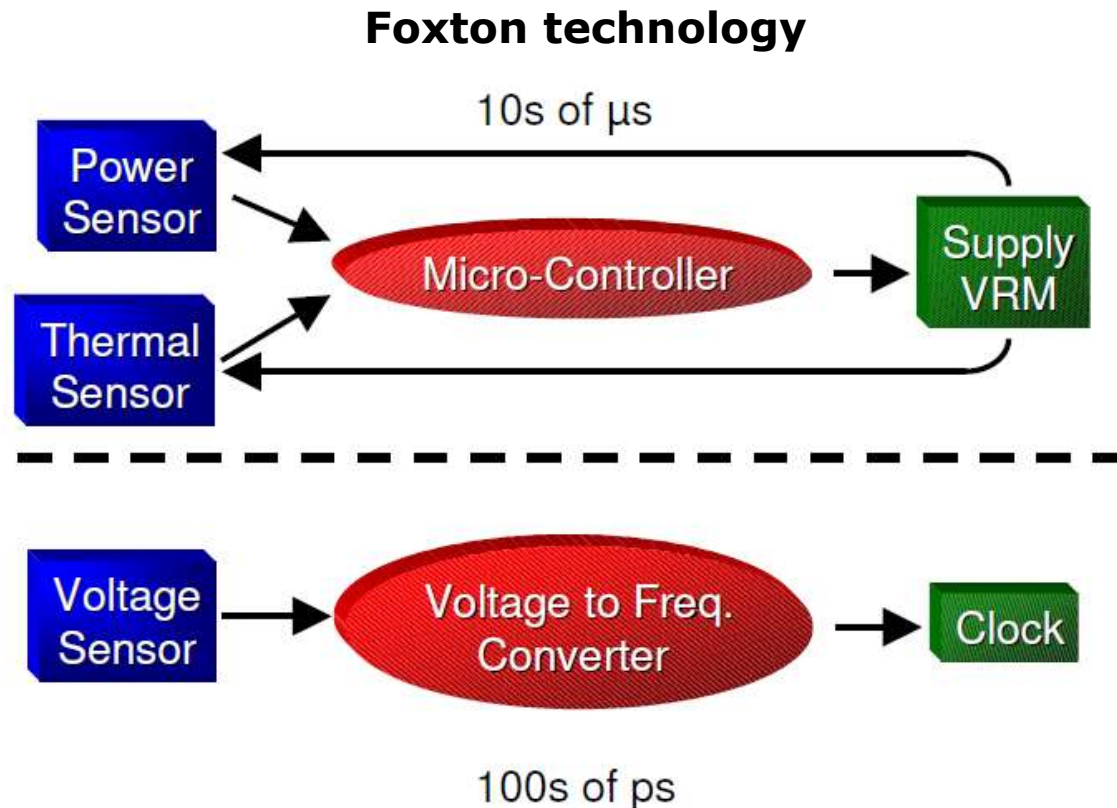 Foxton technology
10s of µs
Power
Sensor
Micro-Controller
Supply
VRM
Thermal
Sensor
Voltage
Sensor
Voltage to Freq.
Converter
Clock
100s of ps